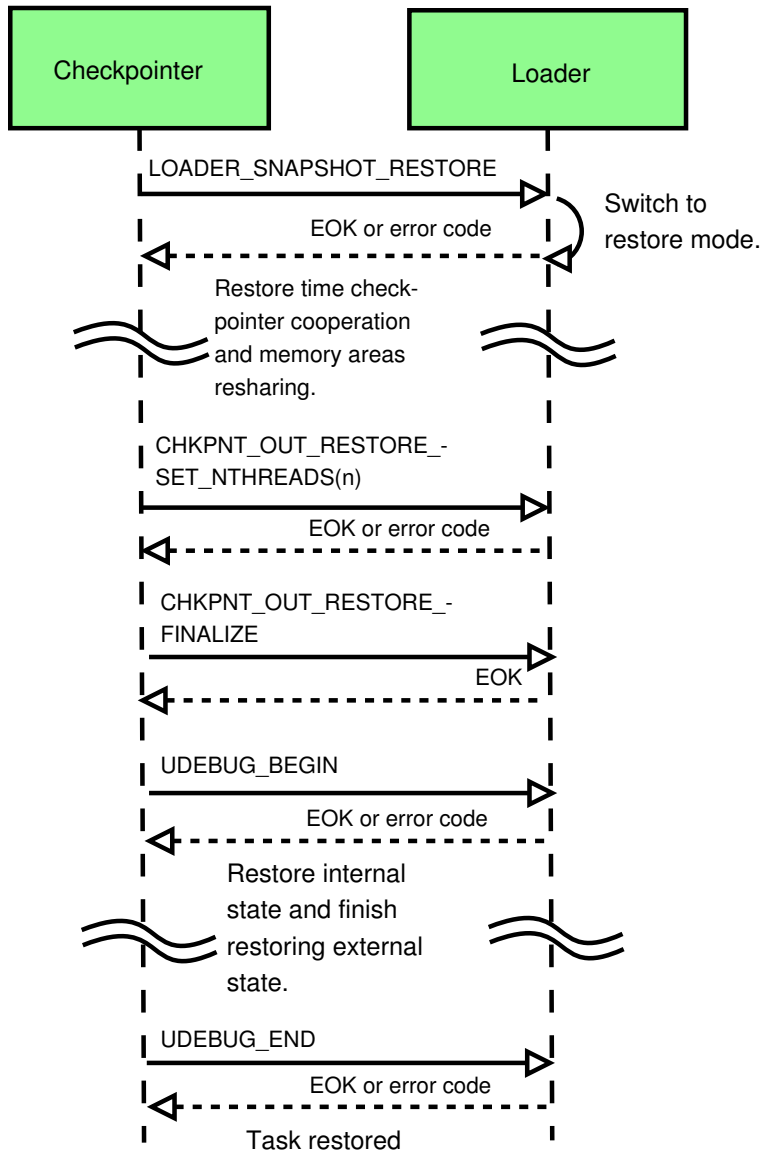 Checkpointer
Loader
LOADER_SNAPSHOT_RESTORE
Switch to
restore mode.
EOK or error code
Restore time check-
pointer cooperation
and memory areas
resharing.
CHKPNT_OUT_RESTORE_-
SET_NTHREADS(n)
EOK or error code
CHKPNT_OUT_RESTORE_-
FINALIZE
EOK
UDEBUG_BEGIN
EOK or error code
Restore internal
state and finish
restoring external
state.
UDEBUG_END
EOK or error code
Task restored